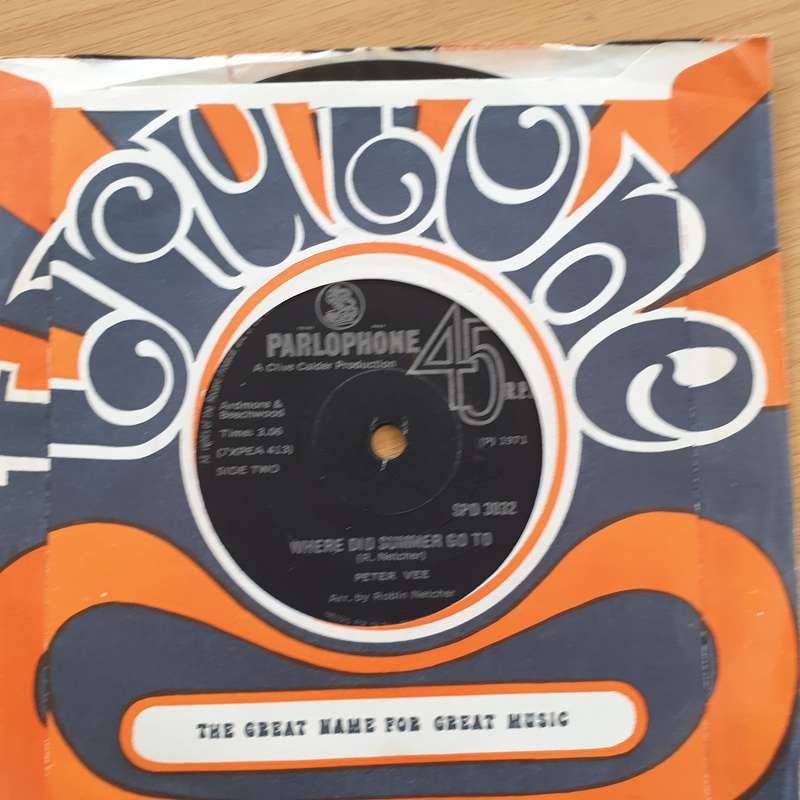 PARLOPHONE
A Clive Calder Production
45
Ardmore &
Beechwood
Time: 3.06
(P) 1971
(7XPEA 413)
SIDE TWO
SPD 3032
WHERE DID SUMMER GO TO
(R. Netcher)
PETER VEE
Arr. by Robin Netcher
THE GREAT NAME FOR GREAT MUSIC